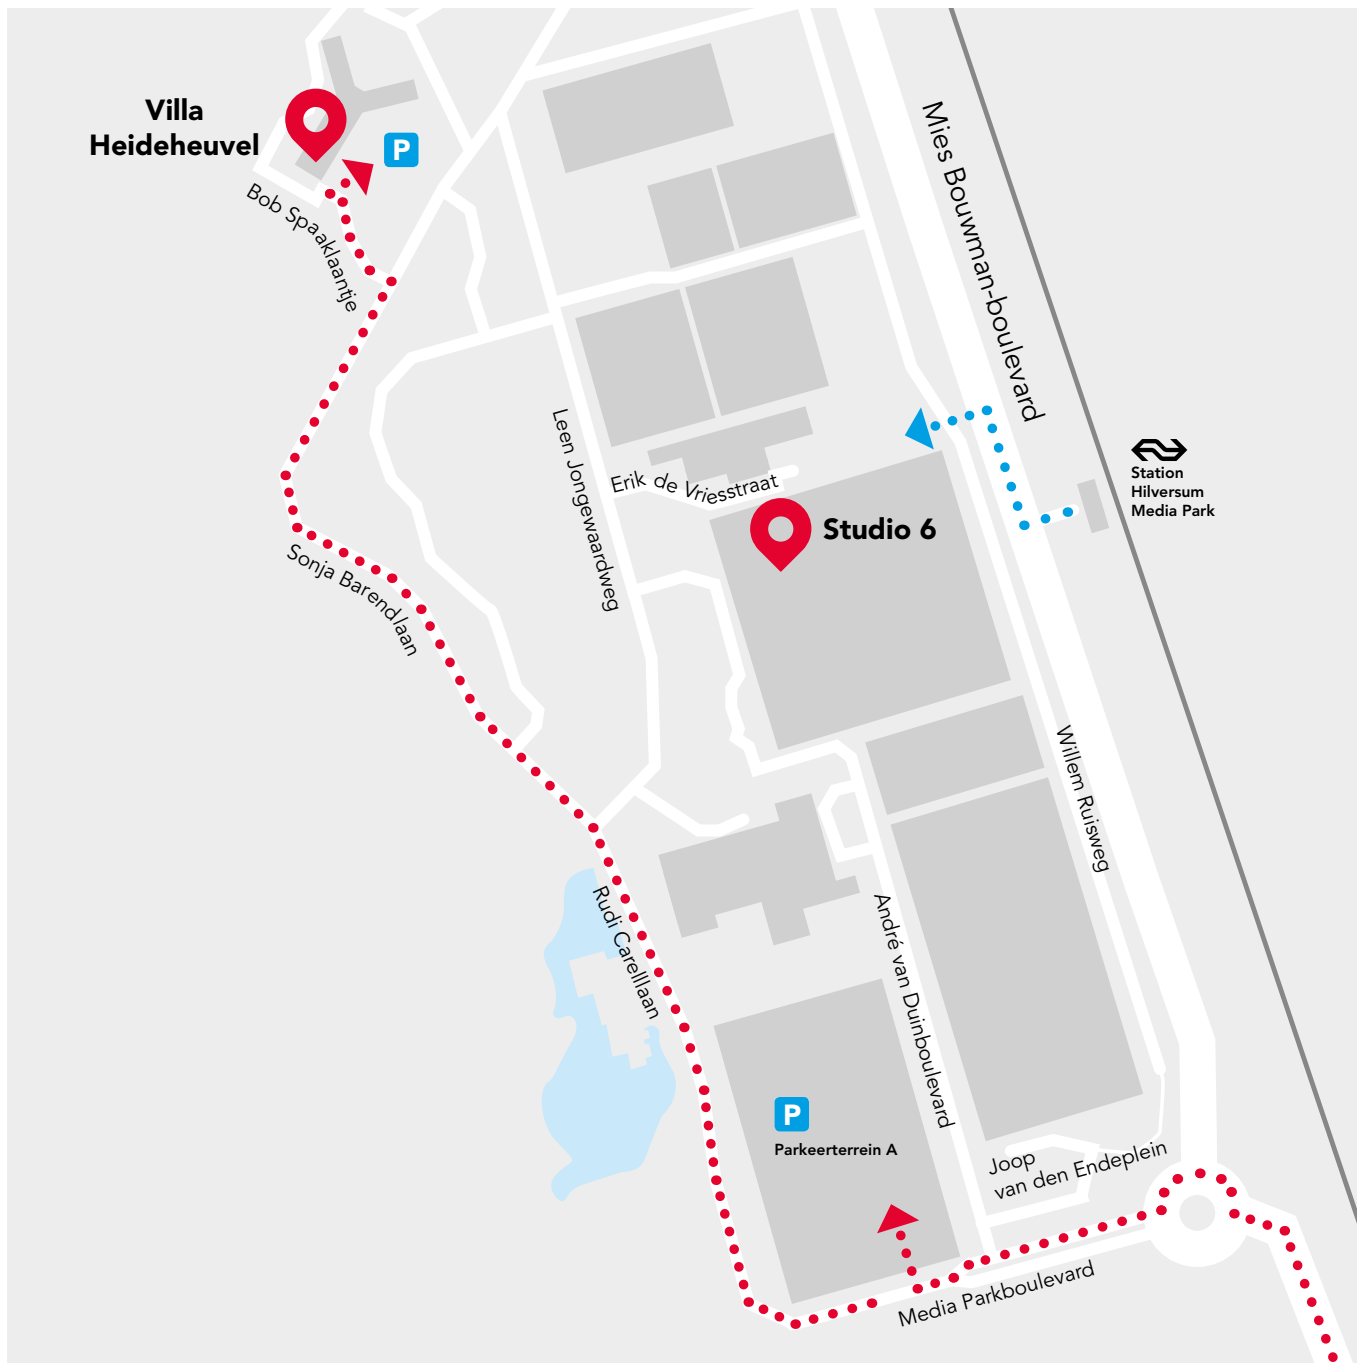 Villa
Heideheuvel
P
Bob Spaaklaantje
Mies Bouwman-boulevard
Leen Jongewaardweg
Erik de Vriesstraat
Station
Hilversum
Media Park
Studio 6
Sonja Barendlaan
Willem Ruisweg
Rudi Carelllaan
André van Duinboulevard
P
Parkeerterrein A
Joop
van den Endeplein
Media Parkboulevard